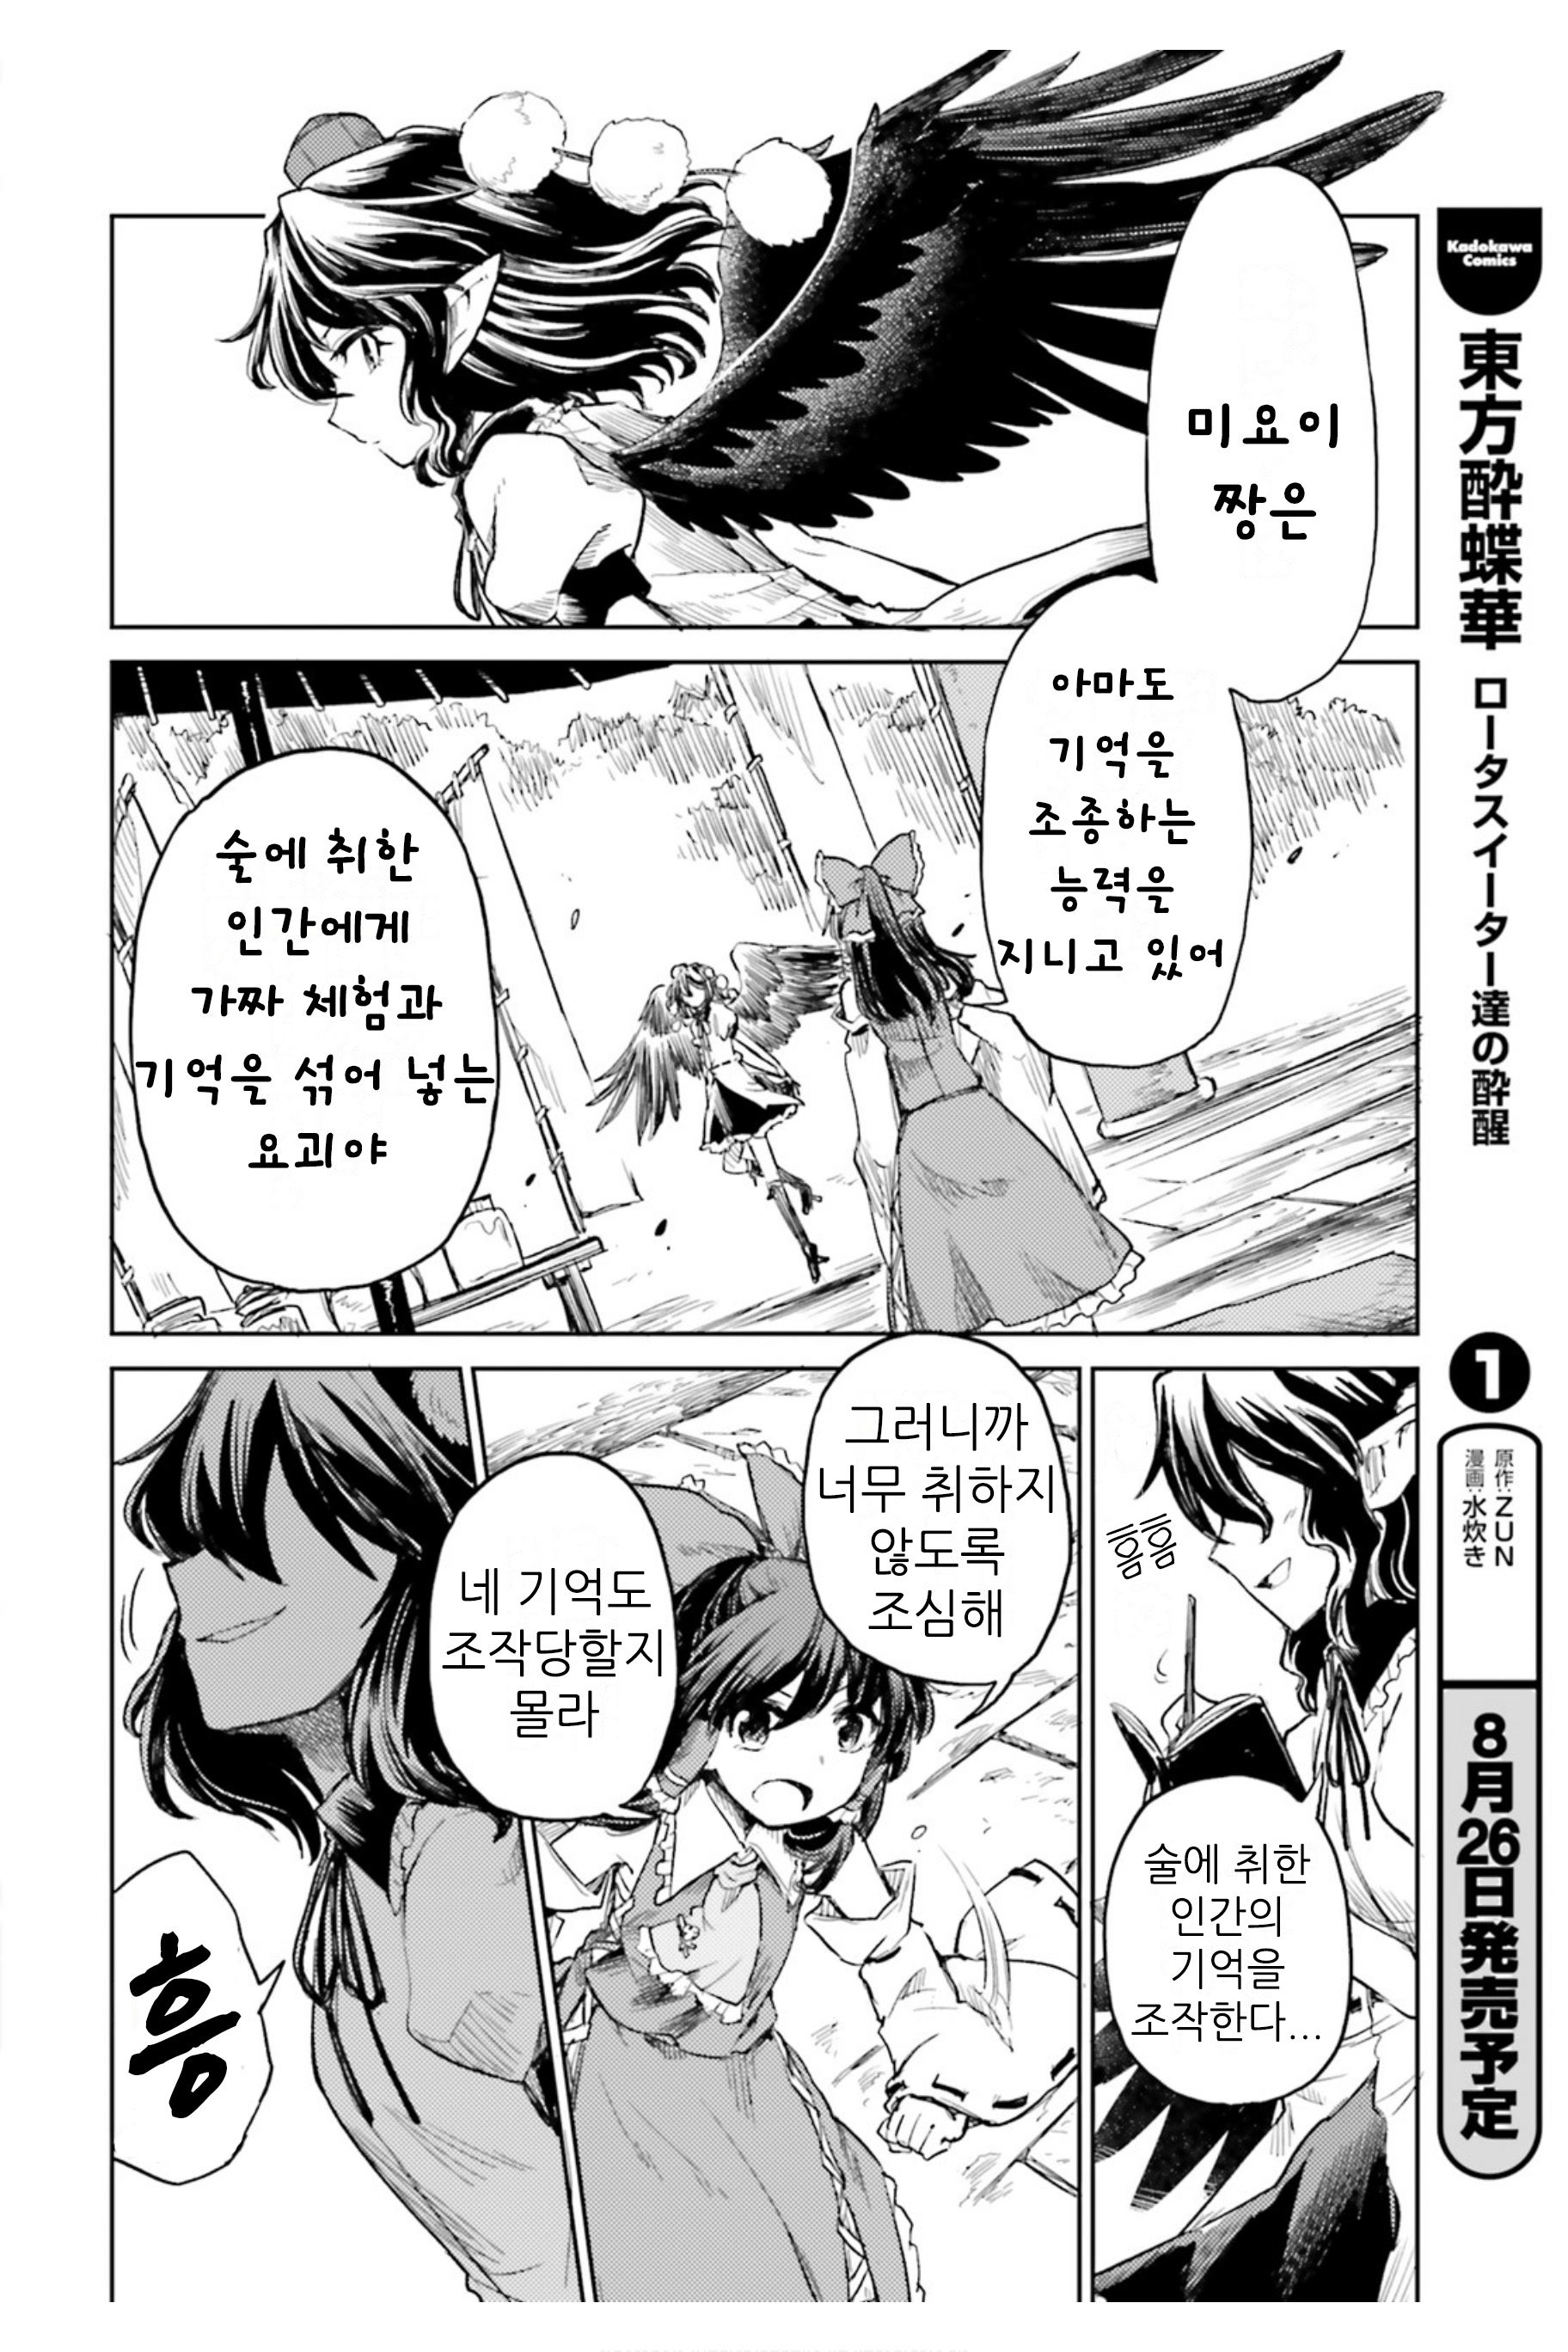 Kadokawa
Comics
東方酔蝶華 ロータスイーター達の酔醒
1
原作:ZUN
漫画:水炊き
8月26日発売予定
미요이
짱은
아마도
기억을
조종하는
능력을
지니고 있어
술에 취한
인간에게
가짜 체험과
기억을 섞어 넣는
요괴야
흠흠
술에 취한
인간의
기억을
조작한다...
그러니까
너무 취하지
않도록
조심해
네 기억도
조작당할지
몰라
흥